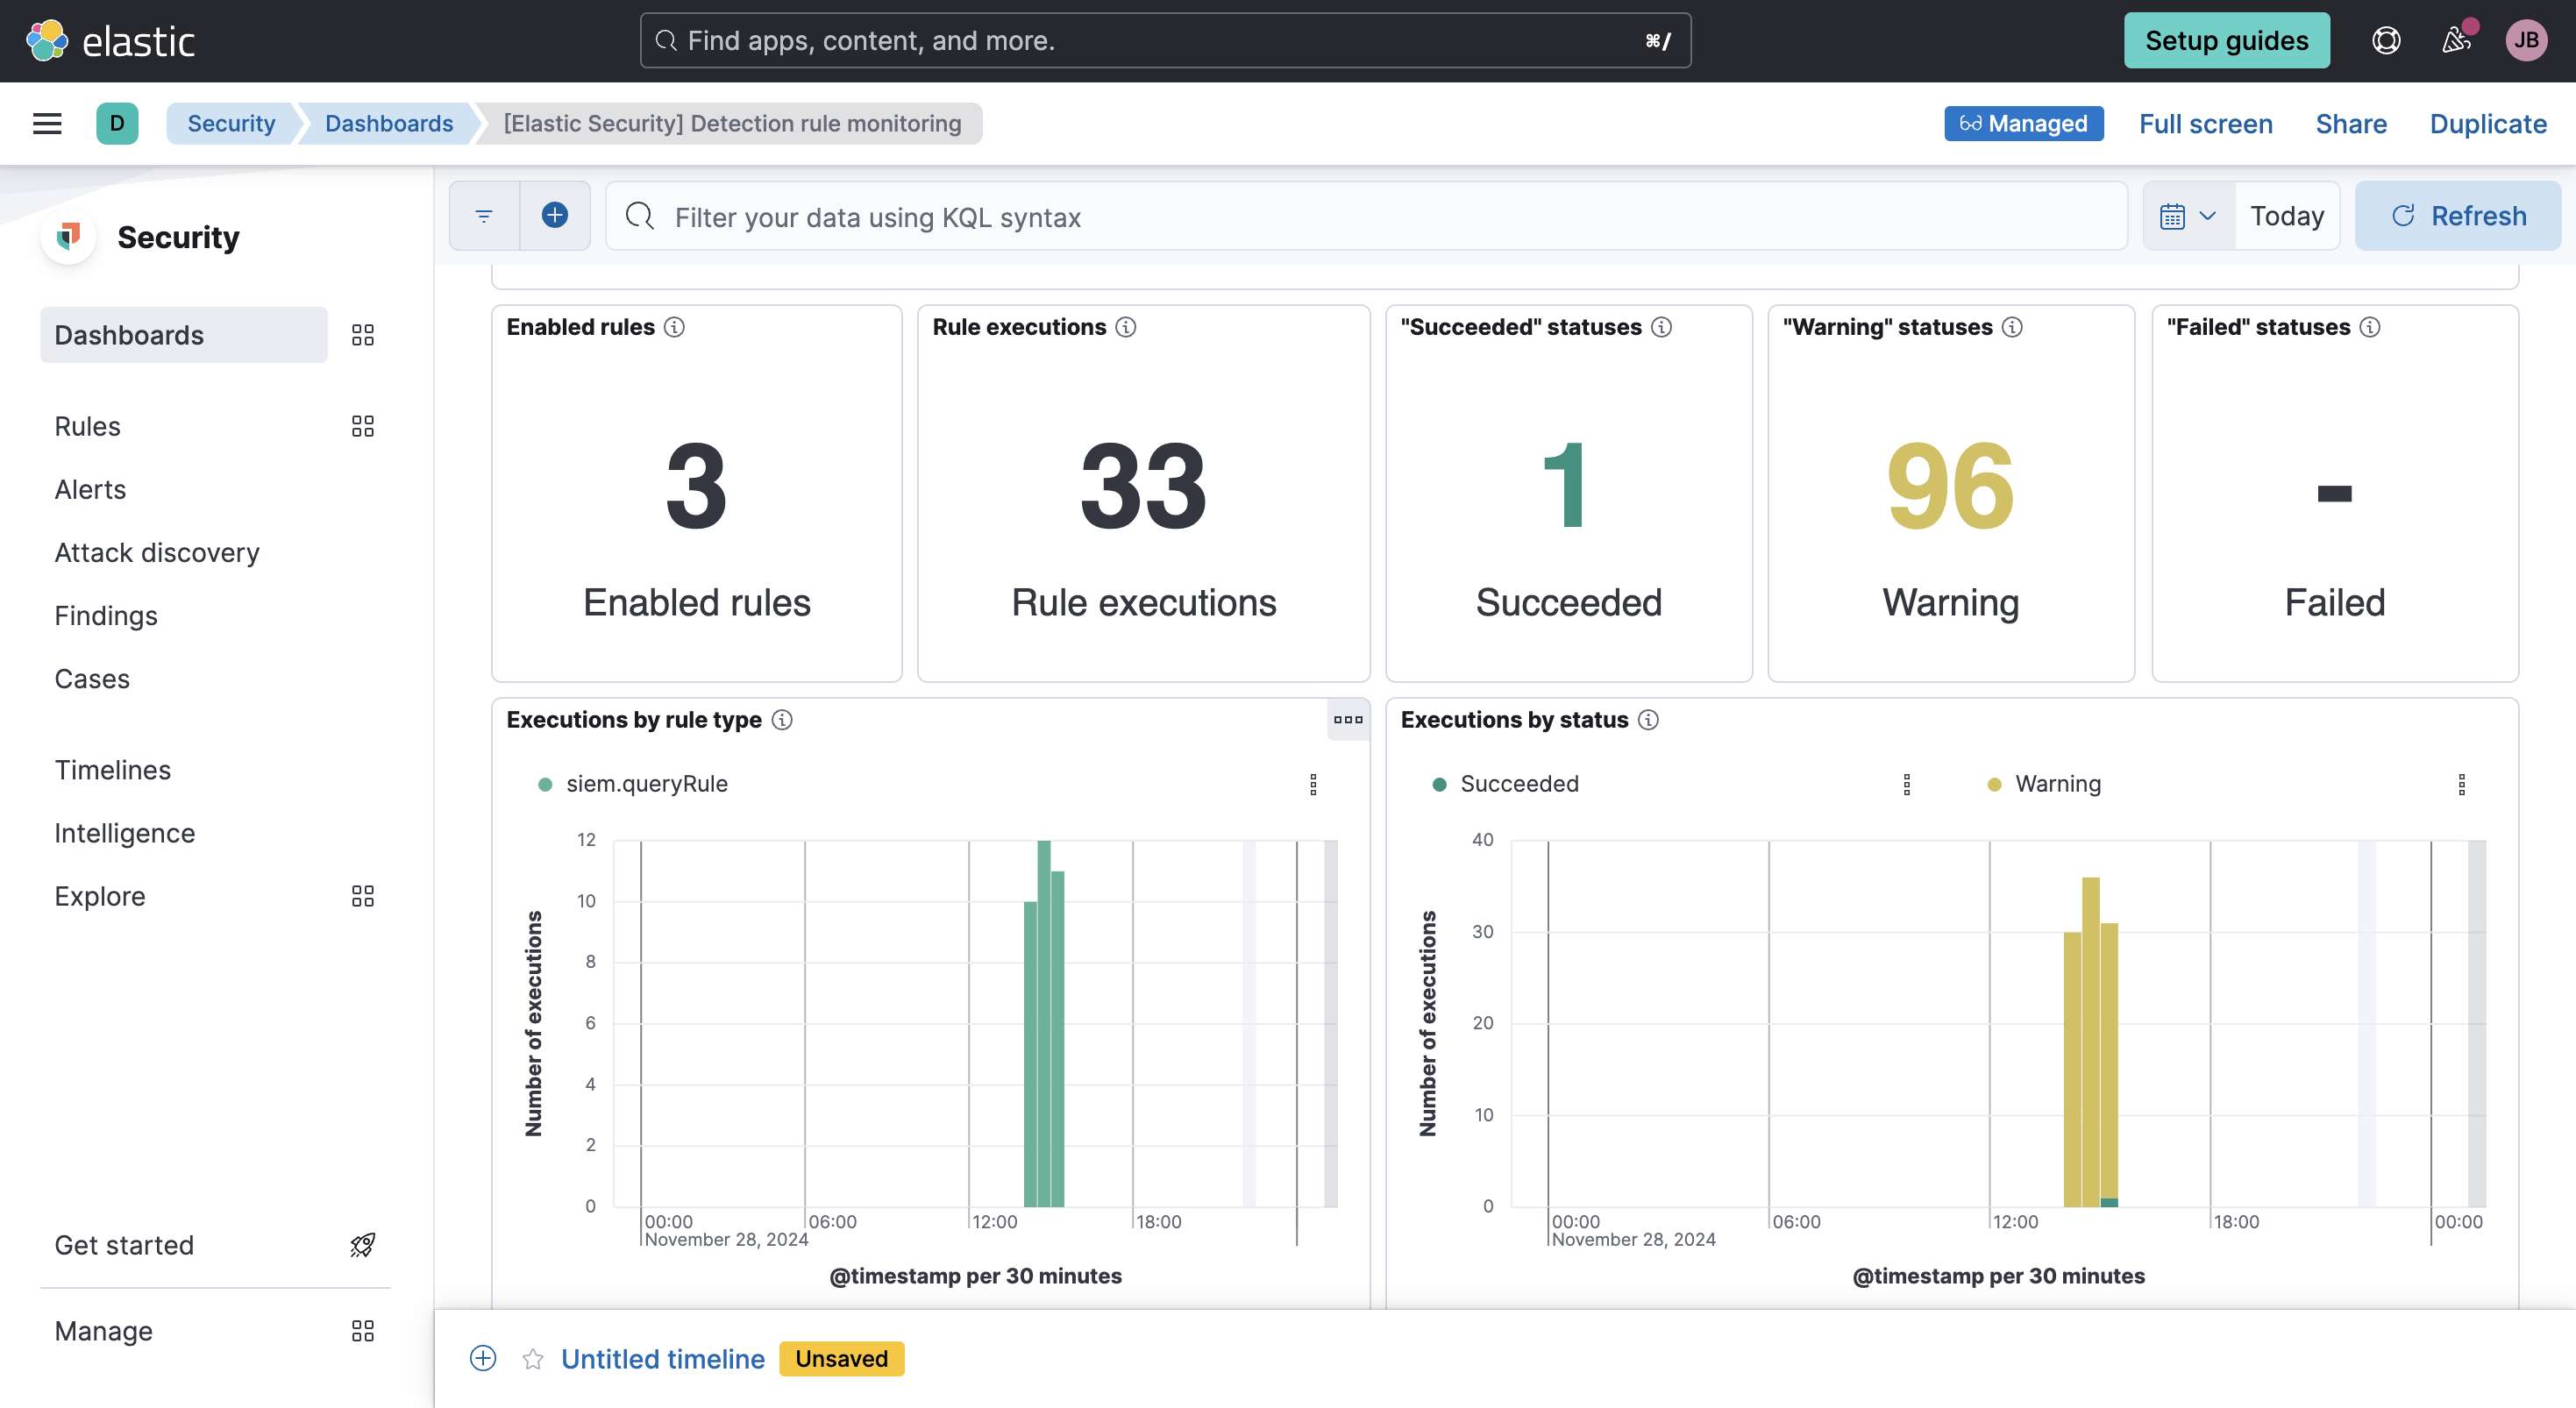 elastic
Find apps, content, and more.
⌘/
Setup guides
JB
D
Security
Dashboards
[Elastic Security] Detection rule monitoring
Managed
Full screen
Share
Duplicate
Security
Dashboards
Rules
Alerts
Attack discovery
Findings
Cases
Timelines
Intelligence
Explore
Get started
Manage
Filter your data using KQL syntax
Today
Refresh
Enabled rules
3
Enabled rules
Rule executions
33
Rule executions
"Succeeded" statuses
1
Succeeded
"Warning" statuses
96
Warning
"Failed" statuses
-
Failed
Executions by rule type
siem.queryRule
Number of executions
12
10
8
6
4
2
0
00:00
06:00
12:00
18:00
November 28, 2024
@timestamp per 30 minutes
Executions by status
Succeeded
Warning
Number of executions
40
30
20
10
0
00:00
06:00
12:00
18:00
00:00
November 28, 2024
@timestamp per 30 minutes
Untitled timeline
Unsaved